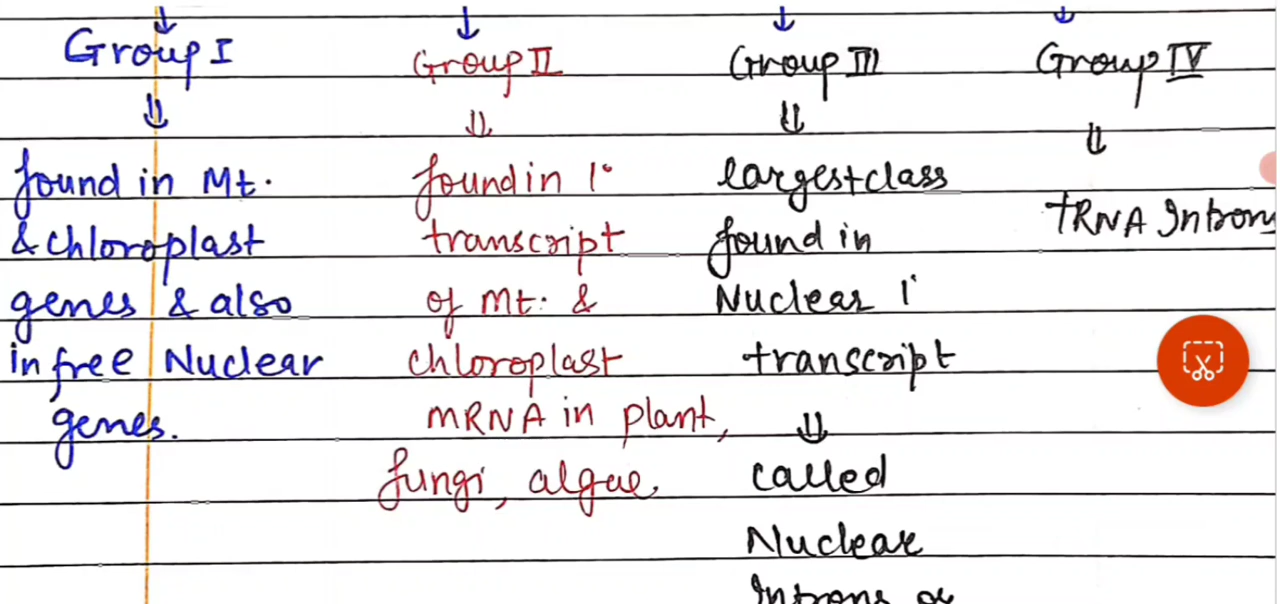 Group I
found in Mt.
& chloroplast
genes & also
in free Nuclear
genes.
Group II
found in 1°
transcript
of Mt. &
chloroplast
mRNA in plant,
fungi, algae.
Group III
largest class
found in
Nuclear 1°
transcript
called
Nuclear
Introns or
Group IV
tRNA Introns